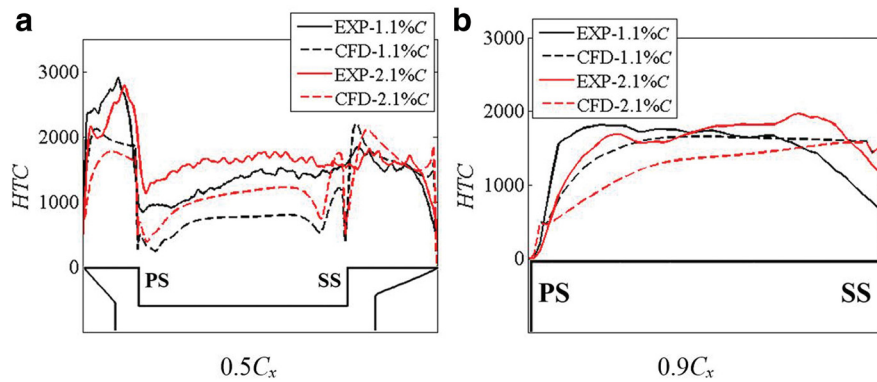 a
EXP-1.1%C
CFD-1.1%C
EXP-2.1%C
CFD-2.1%C
3000
2000
1000
0
HTC
PS
SS
0.5Cx
b
EXP-1.1%C
CFD-1.1%C
EXP-2.1%C
CFD-2.1%C
3000
2000
1000
0
HTC
PS
SS
0.9Cx